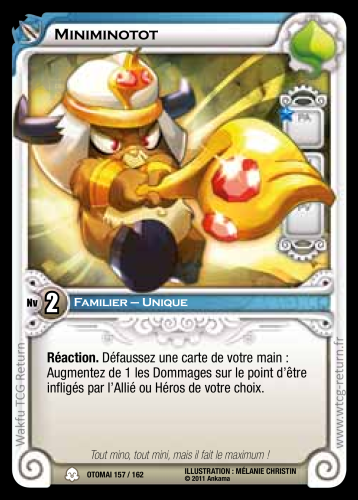 Miniminotot
PA
PV
Nv 2 Familier – Unique
Réaction. Défaussez une carte de votre main :
Augmentez de 1 les Dommages sur le point d'être
infligés par l'Allié ou Héros de votre choix.
Tout mino, tout mini, mais il fait le maximum !
OTOMAI 157 / 162
ILLUSTRATION : MÉLANIE CHRISTIN
© 2011 Ankama
Wakfu TCG Return
www.wtcg-return.fr